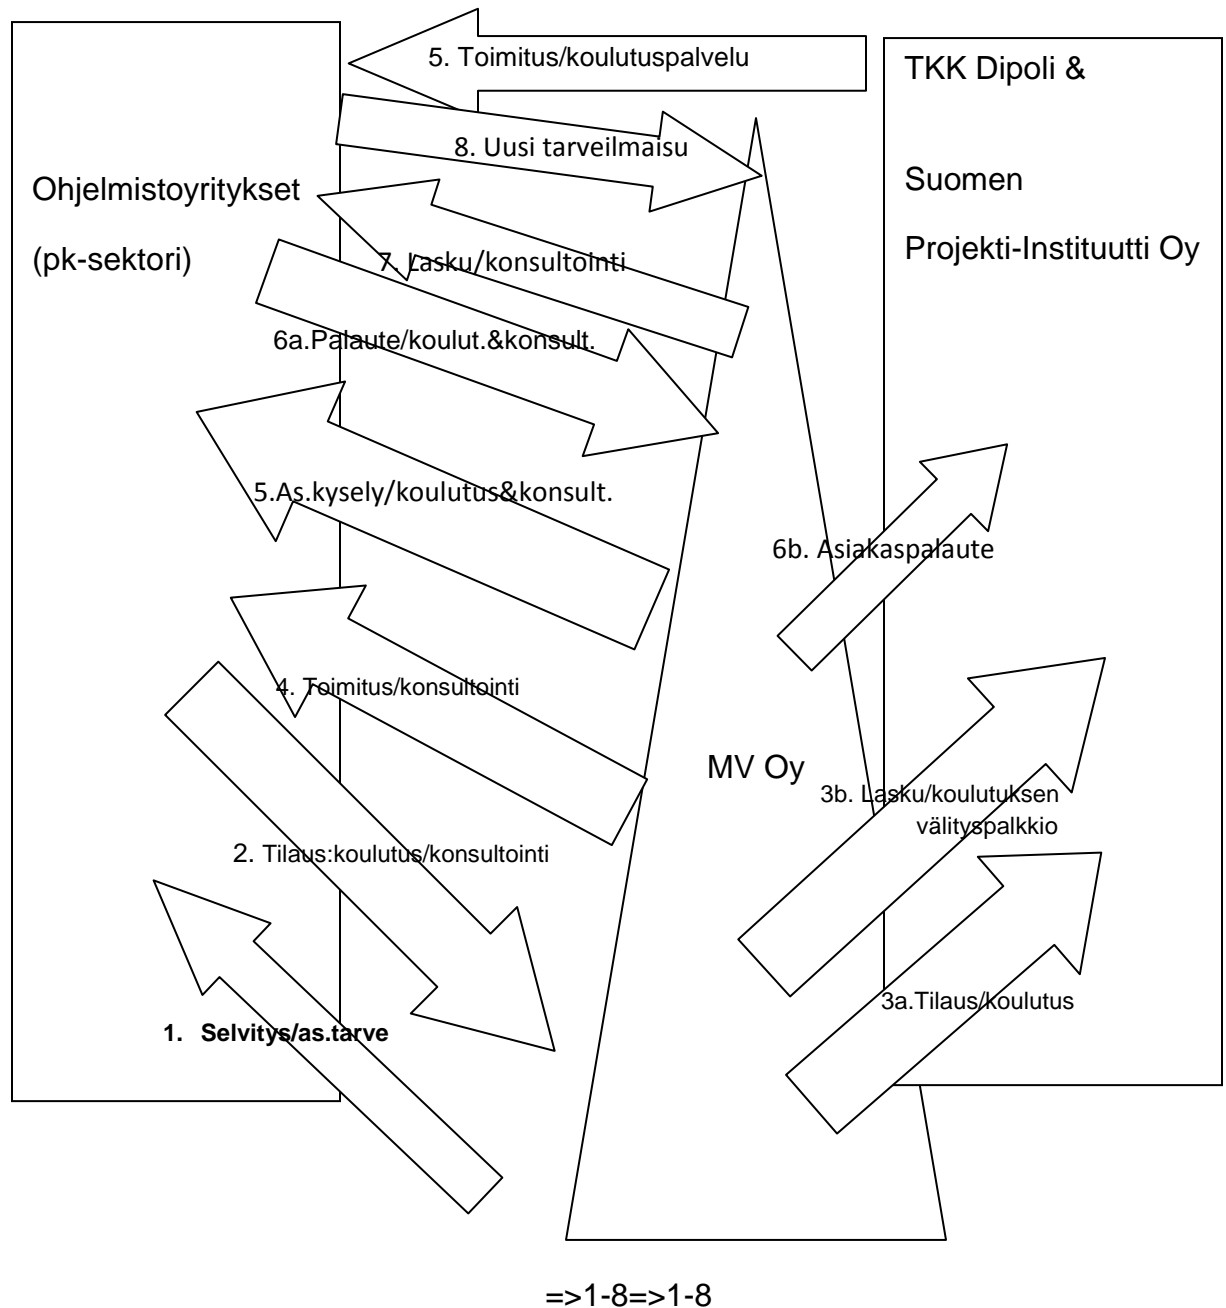 5. Toimitus/koulutuspalvelu
TKK Dipoli &
8. Uusi tarveilmaisu
Ohjelmistoyritykset
(pk-sektori)
Suomen
Projekti-Instituutti Oy
7. Lasku/konsultointi
6a.Palaute/koulut.&konsult.
5.As.kysely/koulutus&konsult.
6b. Asiakaspalaute
4. Toimitus/konsultointi
MV Oy
3b. Lasku/koulutuksen
välityspalkkio
2. Tilaus:koulutus/konsultointi
3a.Tilaus/koulutus
1. Selvitys/as.tarve
=>1-8=>1-8